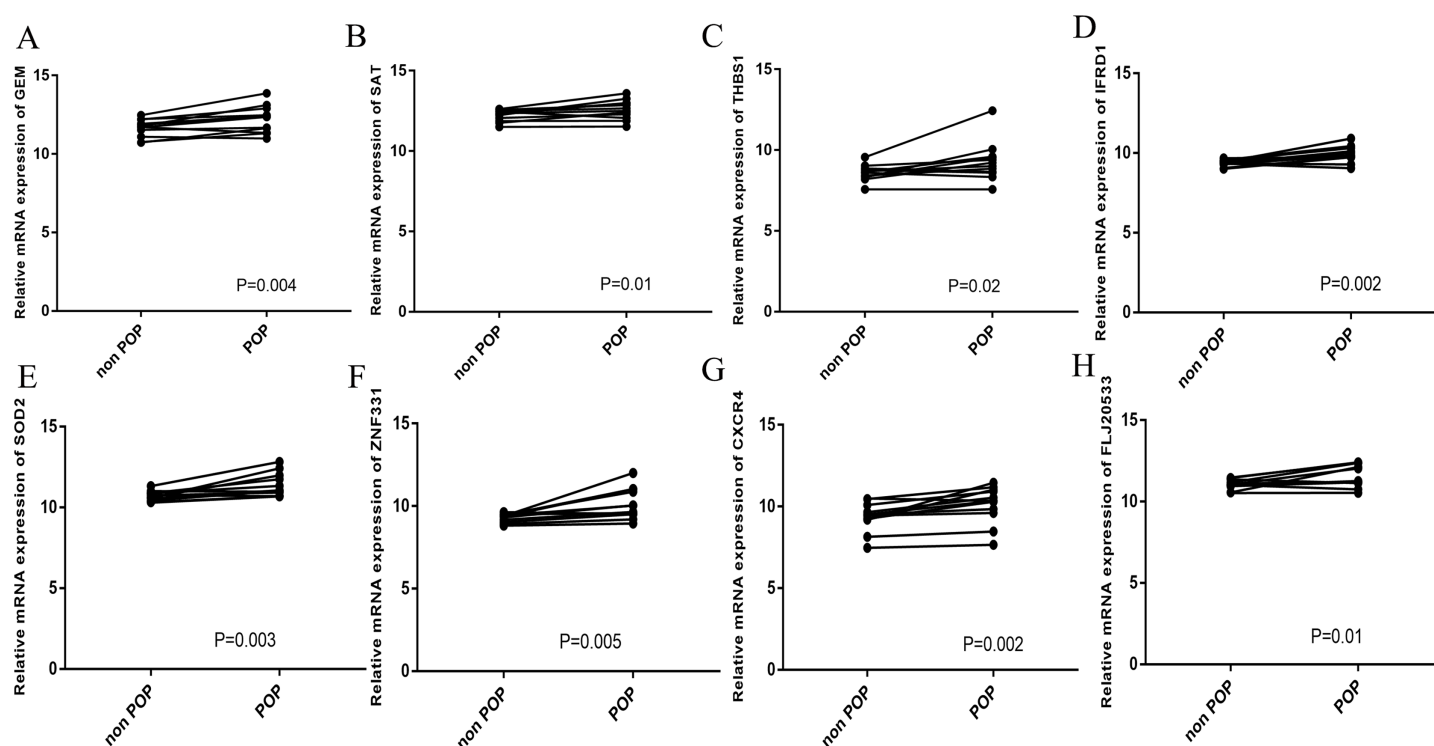 A
Relative mRNA expression of GEM
15
10
5
0
P=0.004
non POP
POP
B
Relative mRNA expression of SAT
15
10
5
0
P=0.01
non POP
POP
C
Relative mRNA expression of THBS1
15
10
5
0
P=0.02
non POP
POP
D
Relative mRNA expression of IFRD1
15
10
5
0
P=0.002
non POP
POP
E
Relative mRNA expression of SOD2
15
10
5
0
P=0.003
non POP
POP
F
Relative mRNA expression of ZNF331
15
10
5
0
P=0.005
non POP
POP
G
Relative mRNA expression of CXCR4
15
10
5
0
P=0.002
non POP
POP
H
Relative mRNA expression of FLJ20533
15
10
5
0
P=0.01
non POP
POP